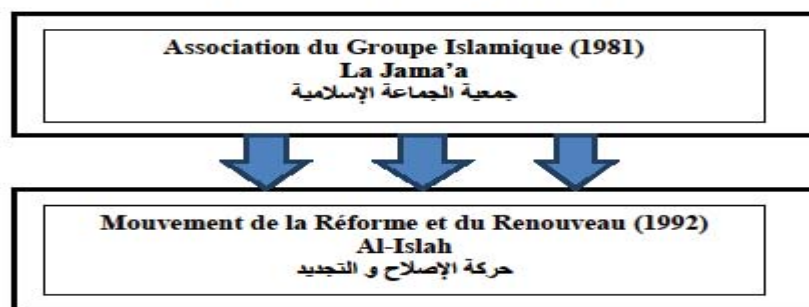 Association du Groupe Islamique (1981)
La Jama'a
جمعية الجماعة الإسلامية
Mouvement de la Réforme et du Renouveau (1992)
Al-Islah
حركة الإصلاح و التجديد